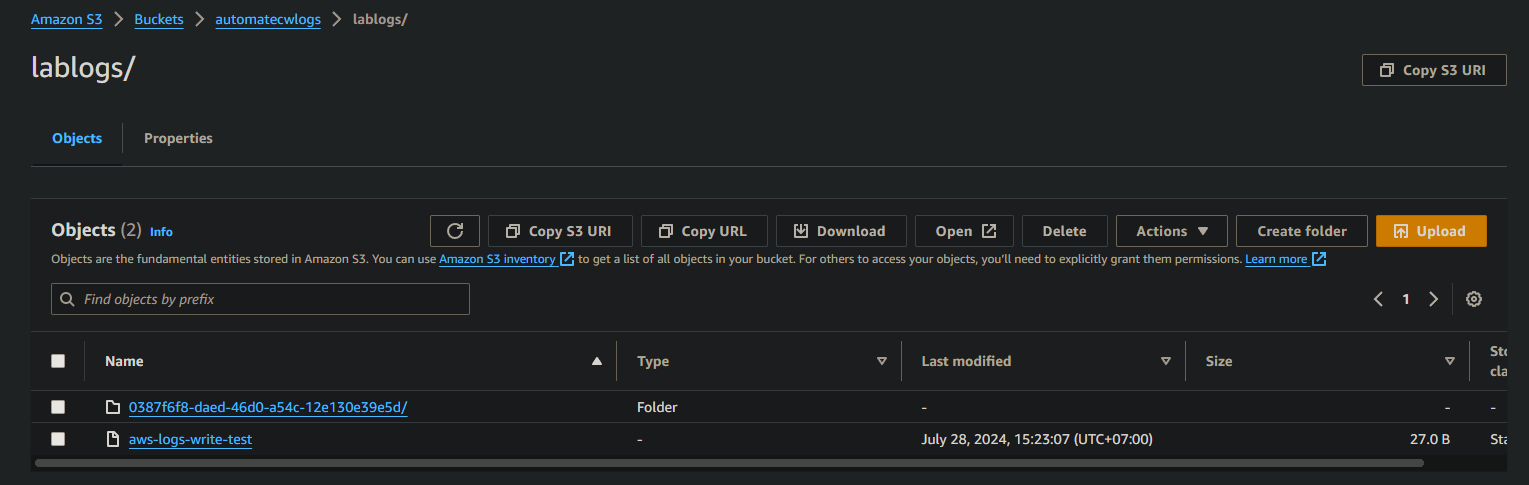 Amazon S3 > Buckets > automatecwlogs > lablogs/
lablogs/
Copy S3 URI
Objects Properties
Objects (2) Info
Copy S3 URI Copy URL Download Open Delete Actions Create folder Upload
Objects are the fundamental entities stored in Amazon S3. You can use Amazon S3 inventory to get a list of all objects in your bucket. For others to access your objects, you'll need to explicitly grant them permissions. Learn more
Find objects by prefix
1
Name Type Last modified Size Sto
cla
0387f6f8-daed-46d0-a54c-12e130e39e5d/ Folder - - -
aws-logs-write-test - July 28, 2024, 15:23:07 (UTC+07:00) 27.0 B Sta